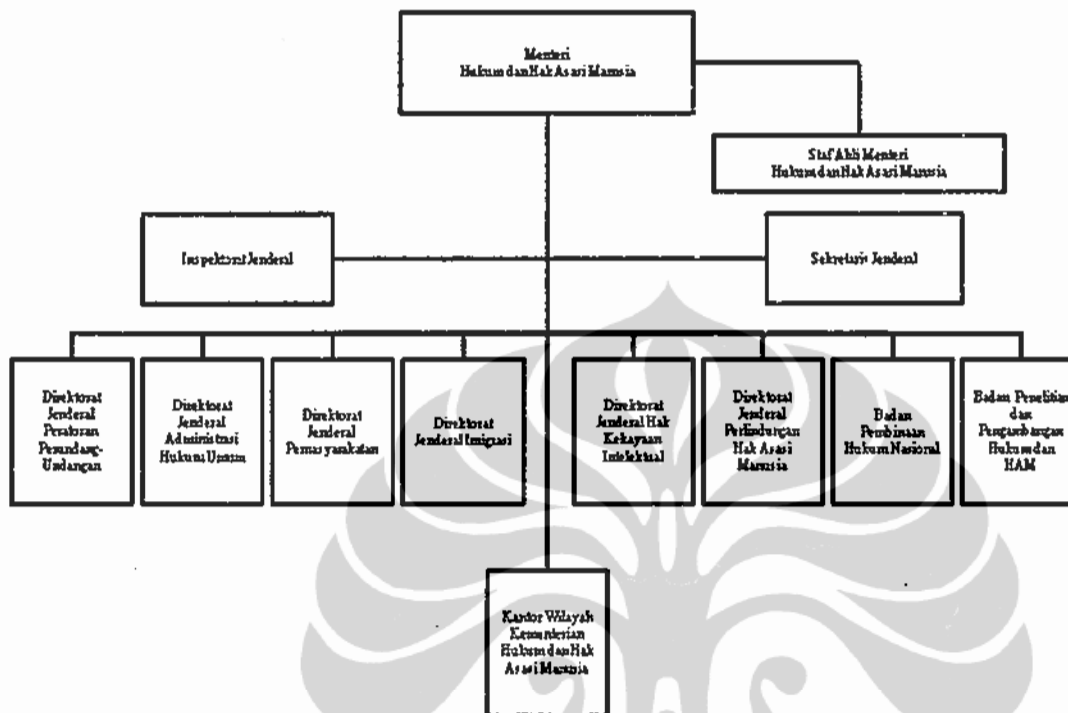 Menteri
Hukum dan Hak Asasi Manusia
Staf Ahli Menteri
Hukum dan Hak Asasi Manusia
Inspektorat Jenderal
Sekretaris Jenderal
Direktorat
Jenderal
Peraturan
Perundang-
Undangan
Direktorat
Jenderal
Administrasi
Hukum Umum
Direktorat
Jenderal
Pemasyarakatan
Direktorat
Jenderal Imigrasi
Direktorat
Jenderal Hak
Kekayaan
Intelektual
Direktorat
Jenderal
Perlindungan
Hak Asasi
Manusia
Badan
Pembinaan
Hukum Nasional
Badan Penelitian
dan
Pengembangan
Hukum dan
HAM
Kantor Wilayah
Kementerian
Hukum dan Hak
Asasi Manusia